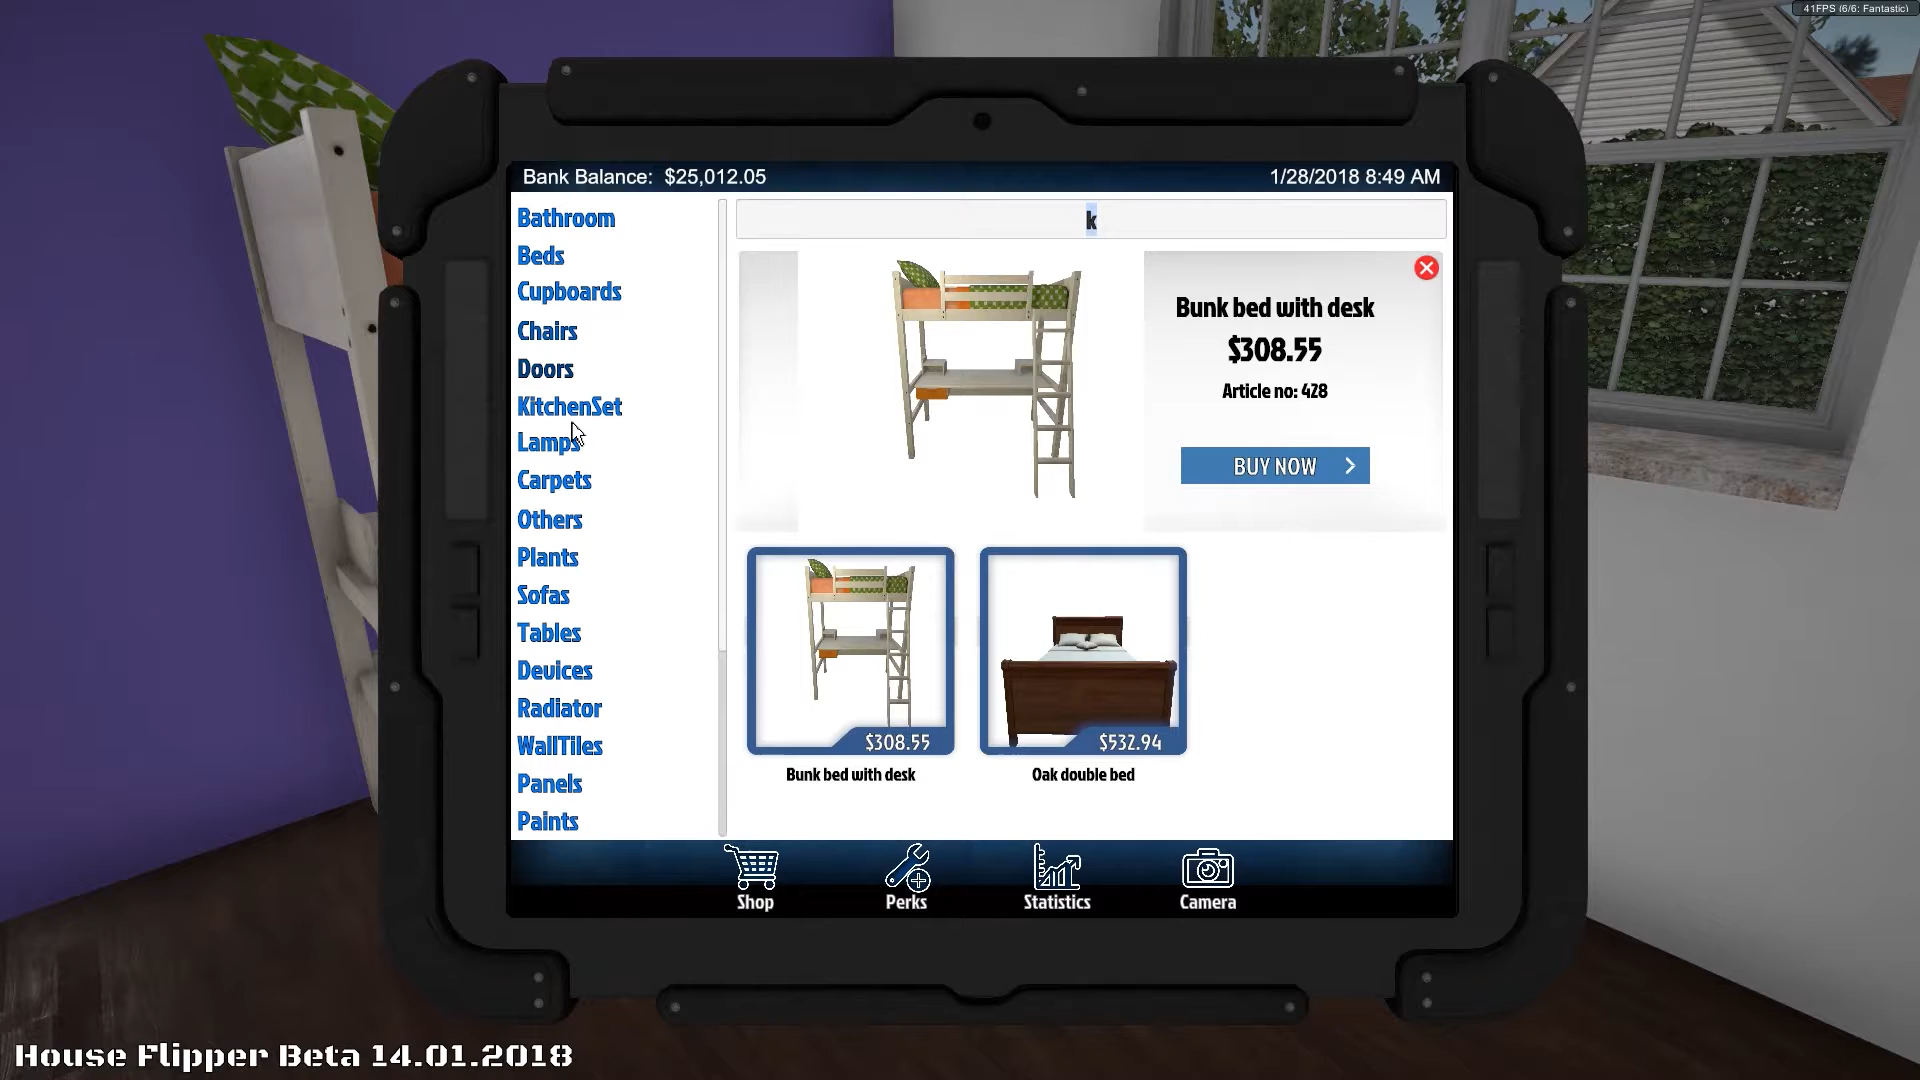 41FPS (6/6: Fantastic)
Bank Balance: $25,012.05
1/28/2018 8:49 AM
Bathroom
Beds
Cupboards
Chairs
Doors
KitchenSet
Lamps
Carpets
Others
Plants
Sofas
Tables
Devices
Radiator
WallTiles
Panels
Paints
k
Bunk bed with desk
$308.55
Article no: 428
BUY NOW
$308.55
Bunk bed with desk
$532.94
Oak double bed
Shop
Perks
Statistics
Camera
House Flipper Beta 14.01.2018